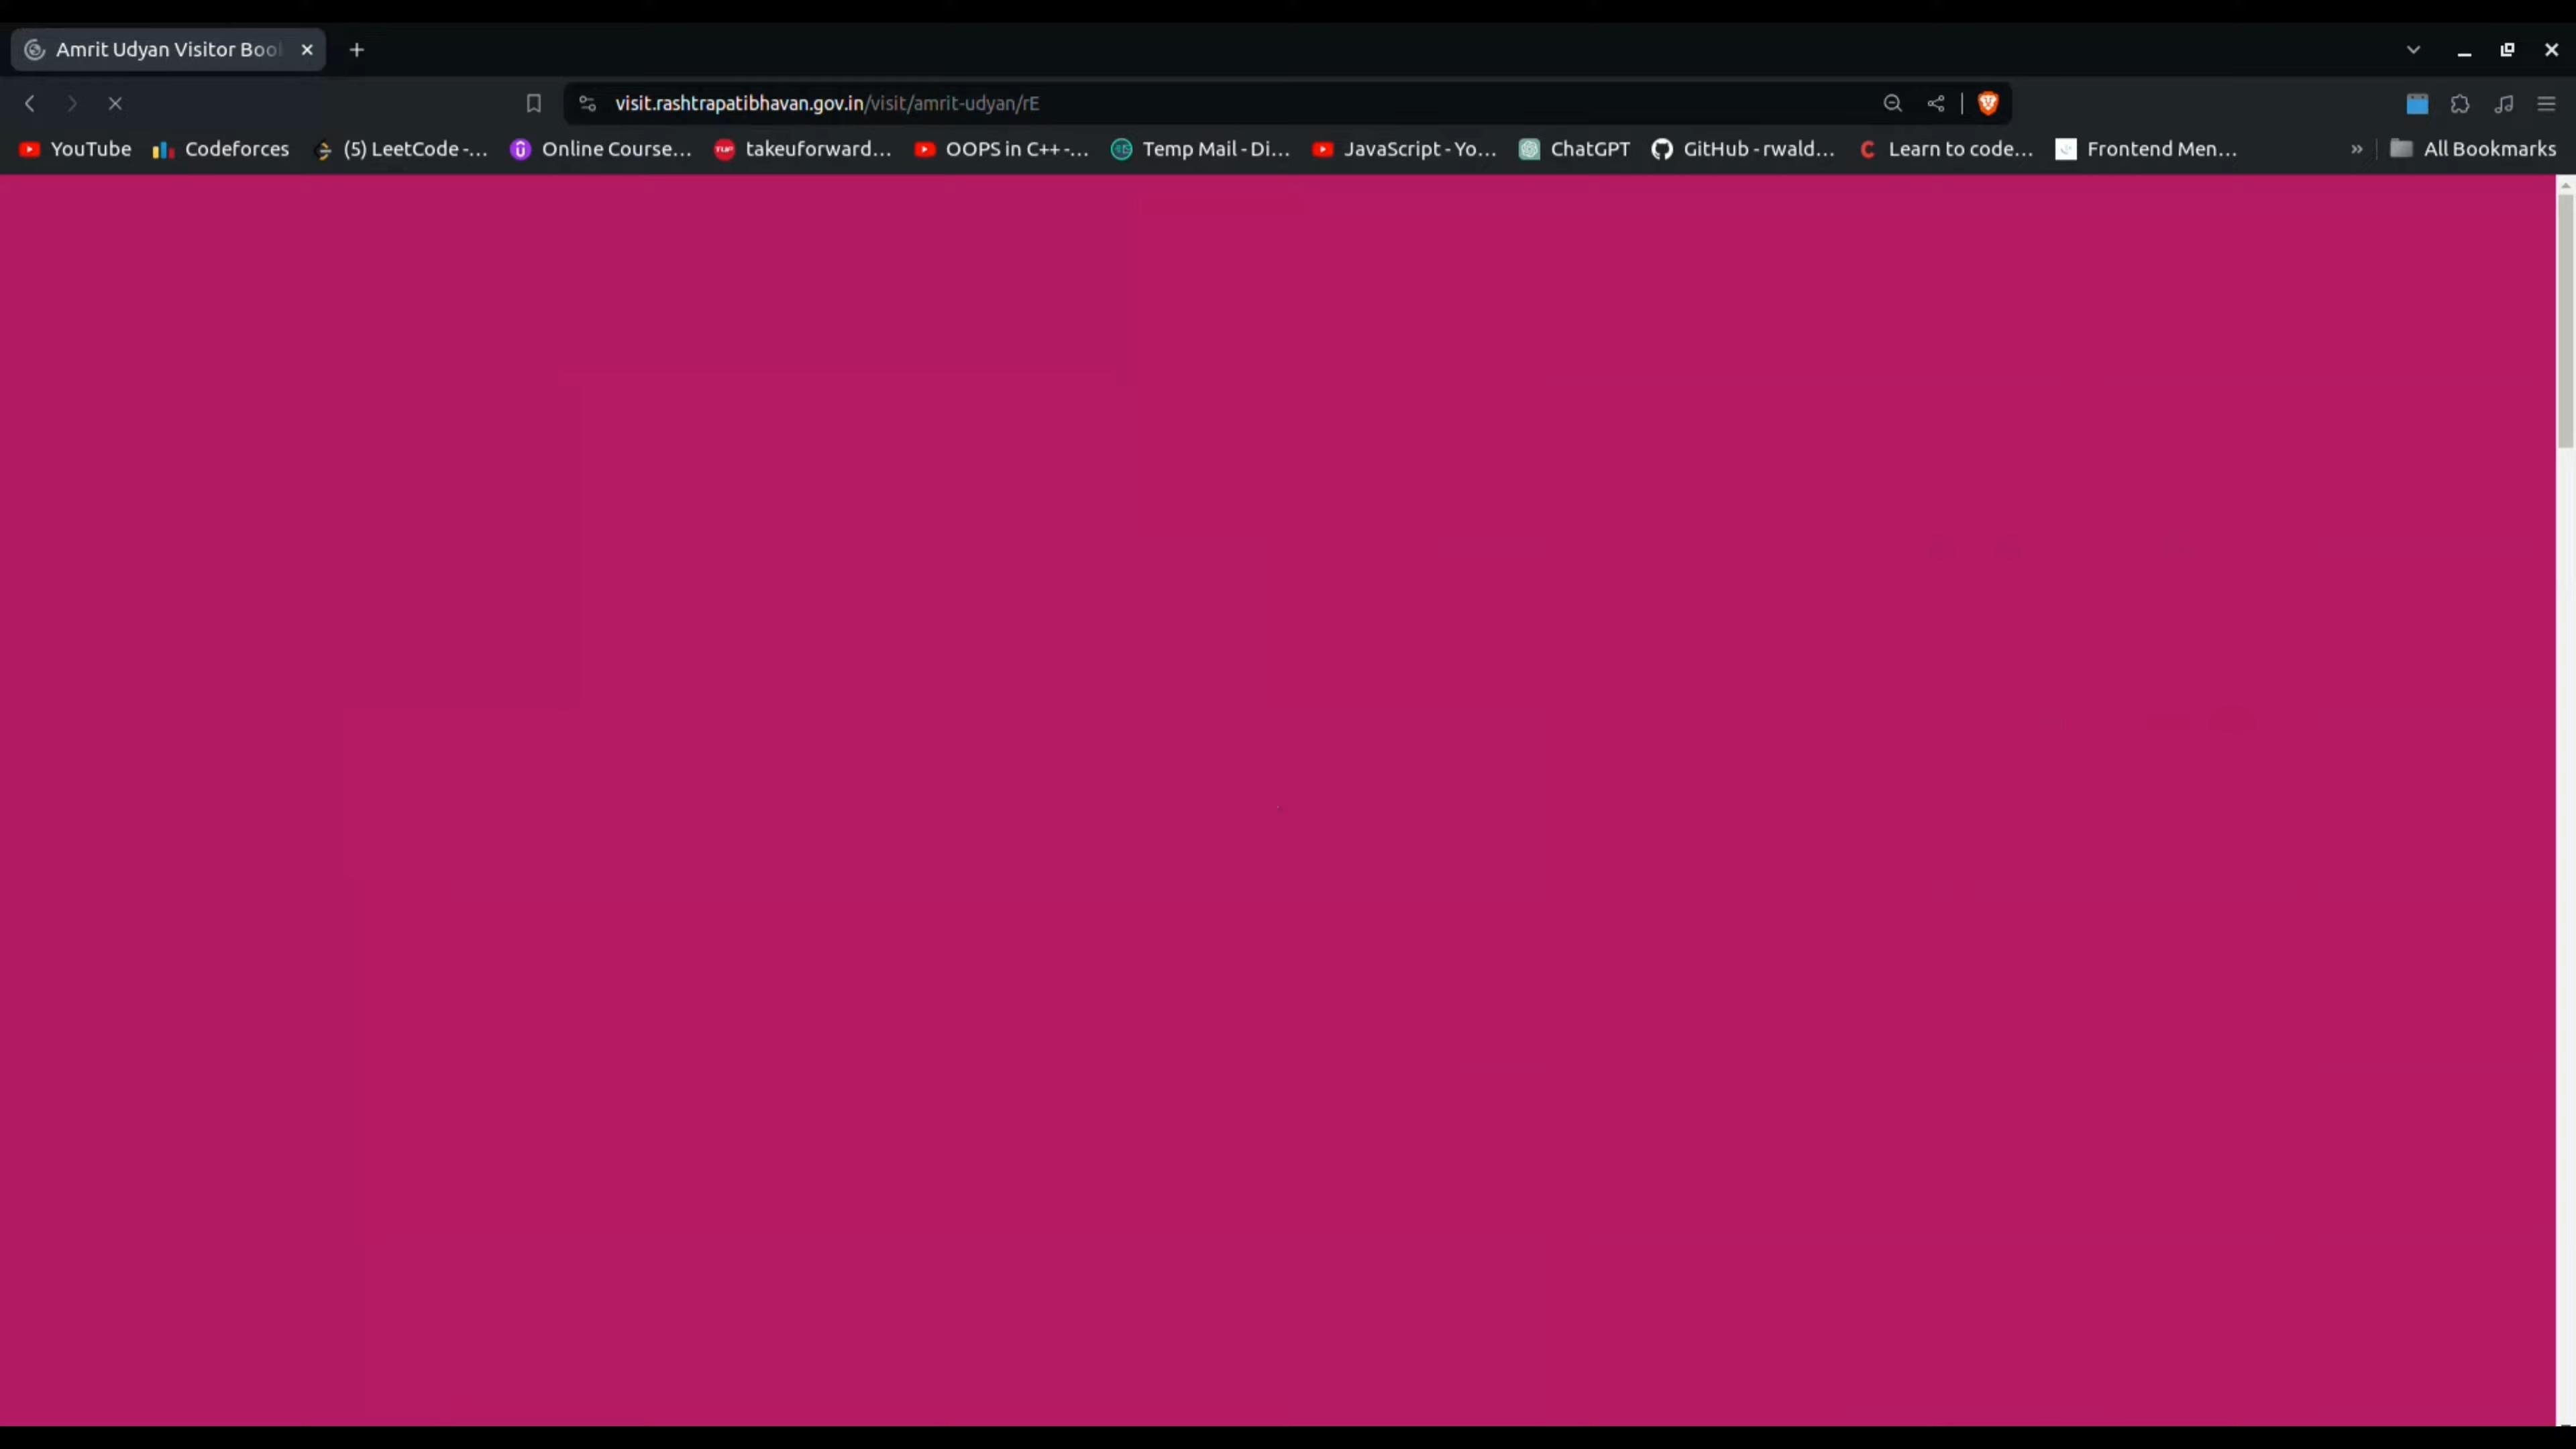 Amrit Udyan Visitor Boo
visit.rashtrapatibhavan.gov.in/visit/amrit-udyan/rE
YouTube Codeforces (5) LeetCode -... Online Course... takeuforward... OOPS in C++ -... Temp Mail - Di... JavaScript - Yo... ChatGPT GitHub - rwald... Learn to code... Frontend Men... » All Bookmarks